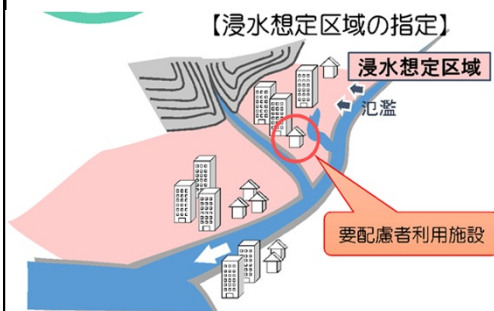 【浸水想定区域の指定】
浸水想定区域
氾濫
要配慮者利用施設